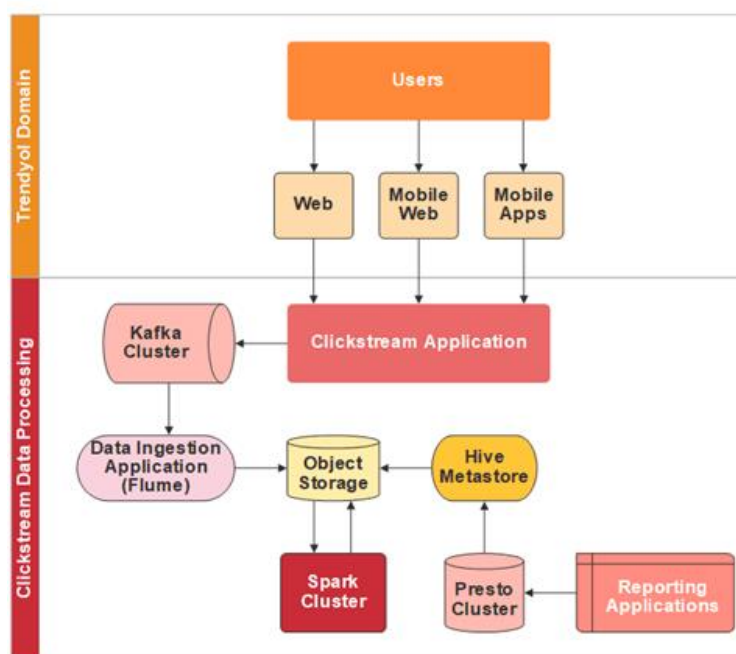 Trendyol Domain
Users
Web
Mobile
Web
Mobile
Apps
Clickstream Data Processing
Clickstream Application
Kafka
Cluster
Data Ingestion
Application
(Flume)
Object
Storage
Hive
Metastore
Spark
Cluster
Presto
Cluster
Reporting
Applications